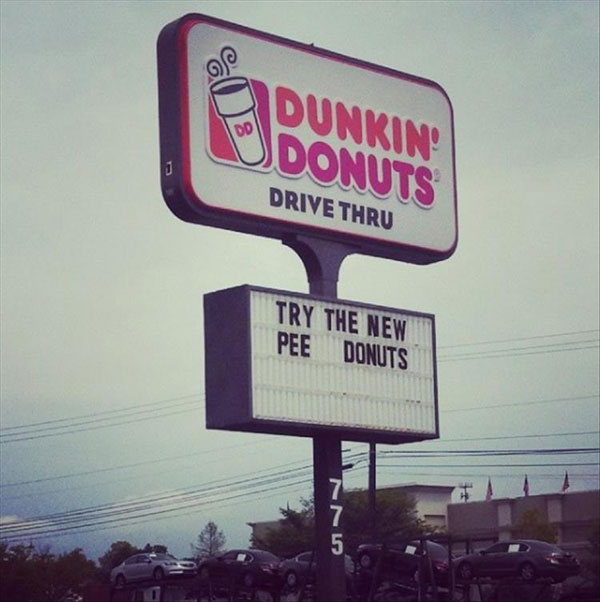 DD
DUNKIN'
DONUTS
DRIVE THRU
TRY THE NEW
PEE DONUTS
775